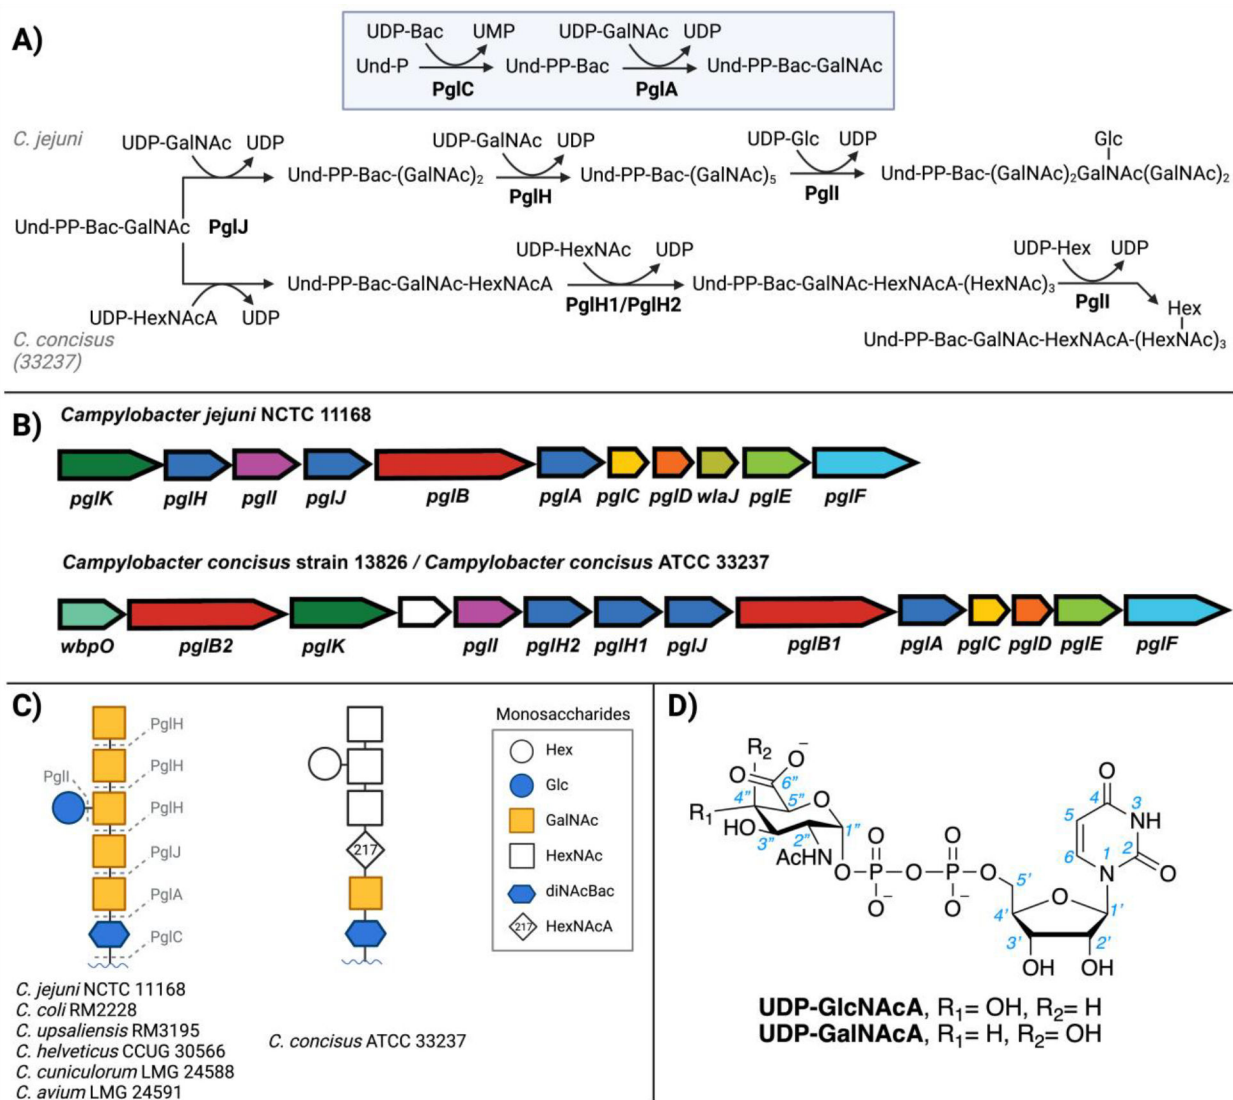 A)
UDP-Bac UMP UDP-GalNAc UDP
Und-P Und-PP-Bac Und-PP-Bac-GalNAc
PglC PglA
C. jejuni
UDP-GalNAc UDP UDP-GalNAc UDP UDP-Glc UDP Glc
Und-PP-Bac-(GalNAc)₂ Und-PP-Bac-(GalNAc)₅ Und-PP-Bac-(GalNAc)₂GalNAc(GalNAc)₂
PglH PglI
Und-PP-Bac-GalNAc PglJ
UDP-HexNAc UDP UDP-Hex UDP
Und-PP-Bac-GalNAc-HexNAcA Und-PP-Bac-GalNAc-HexNAcA-(HexNAc)₃
PglH1/PglH2 PglI
UDP-HexNAcA UDP Hex
C. concisus
(33237)
Und-PP-Bac-GalNAc-HexNAcA-(HexNAc)₃
B)
Campylobacter jejuni NCTC 11168
pglK pglH pglI pglJ pglB pglA pglC pglD wlaJ pglE pglF
Campylobacter concisus strain 13826 / Campylobacter concisus ATCC 33237
wbpO pglB2 pglK pglI pglH2 pglH1 pglJ pglB1 pglA pglC pglD pglE pglF
C)
PglH
PglH
PglI
PglH
PglJ
PglA
PglC
217
Monosaccharides
Hex
Glc
GalNAc
HexNAc
diNAcBac
217 HexNAcA
C. jejuni NCTC 11168
C. coli RM2228
C. upsaliensis RM3195
C. helveticus CCUG 30566
C. cuniculorum LMG 24588
C. avium LMG 24591
C. concisus ATCC 33237
D)
R₂ O⁻
O 6″
4″ 5″ O
R₁ HO 3″ 2″ 1″
AcHN
O P O P O 5′
O O
O⁻ O⁻
O
4 3 NH
5
6 1 2 O
N
O
4′ 1′
3′ 2′
OH OH
UDP-GlcNAcA, R₁= OH, R₂= H
UDP-GalNAcA, R₁= H, R₂= OH